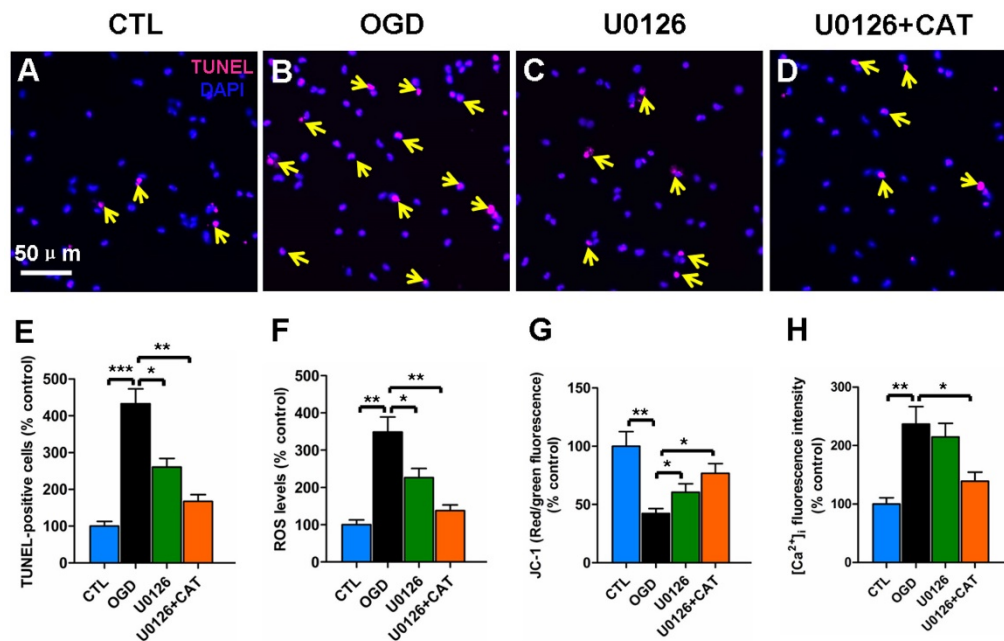 CTL OGD U0126 U0126+CAT
A TUNEL DAPI
50 μm
B
C
D
E
TUNEL-positive cells (% control)
500
400
300
200
100
0
*** * **
CTL OGD U0126 U0126+CAT
F
ROS levels (% control)
500
400
300
200
100
0
** * **
CTL OGD U0126 U0126+CAT
G
JC-1 (Red/green fluorescence)
(% control)
150
100
50
0
** * *
CTL OGD U0126 U0126+CAT
H
[Ca²⁺]i fluorescence intensity
(% control)
300
200
100
0
** *
CTL OGD U0126 U0126+CAT